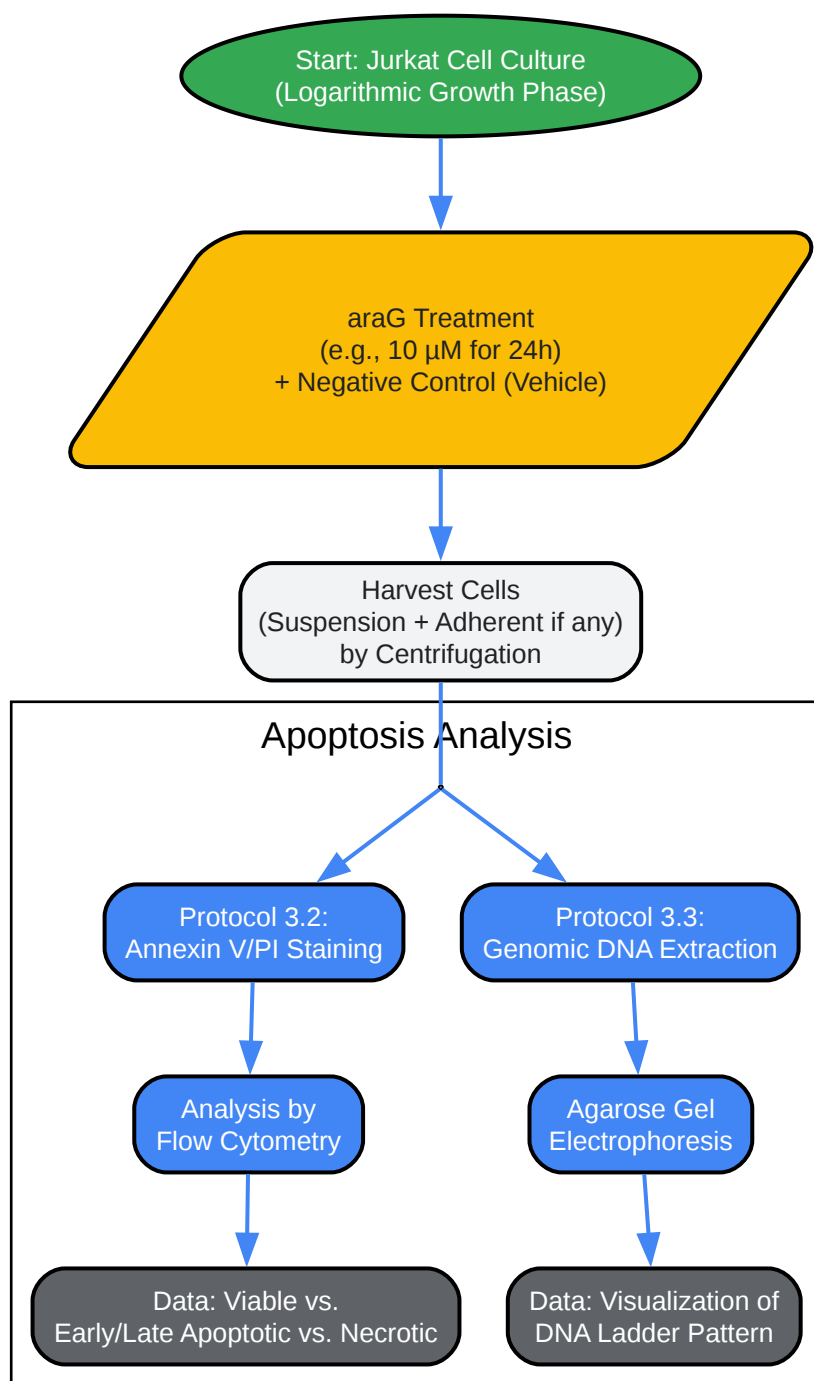 Start: Jurkat Cell Culture
(Logarithmic Growth Phase)
araG Treatment
(e.g., 10 µM for 24h)
+ Negative Control (Vehicle)
Harvest Cells
(Suspension + Adherent if any)
by Centrifugation
Apoptosis Analysis
Protocol 3.2:
Annexin V/PI Staining
Protocol 3.3:
Genomic DNA Extraction
Analysis by
Flow Cytometry
Agarose Gel
Electrophoresis
Data: Viable vs.
Early/Late Apoptotic vs. Necrotic
Data: Visualization of
DNA Ladder Pattern